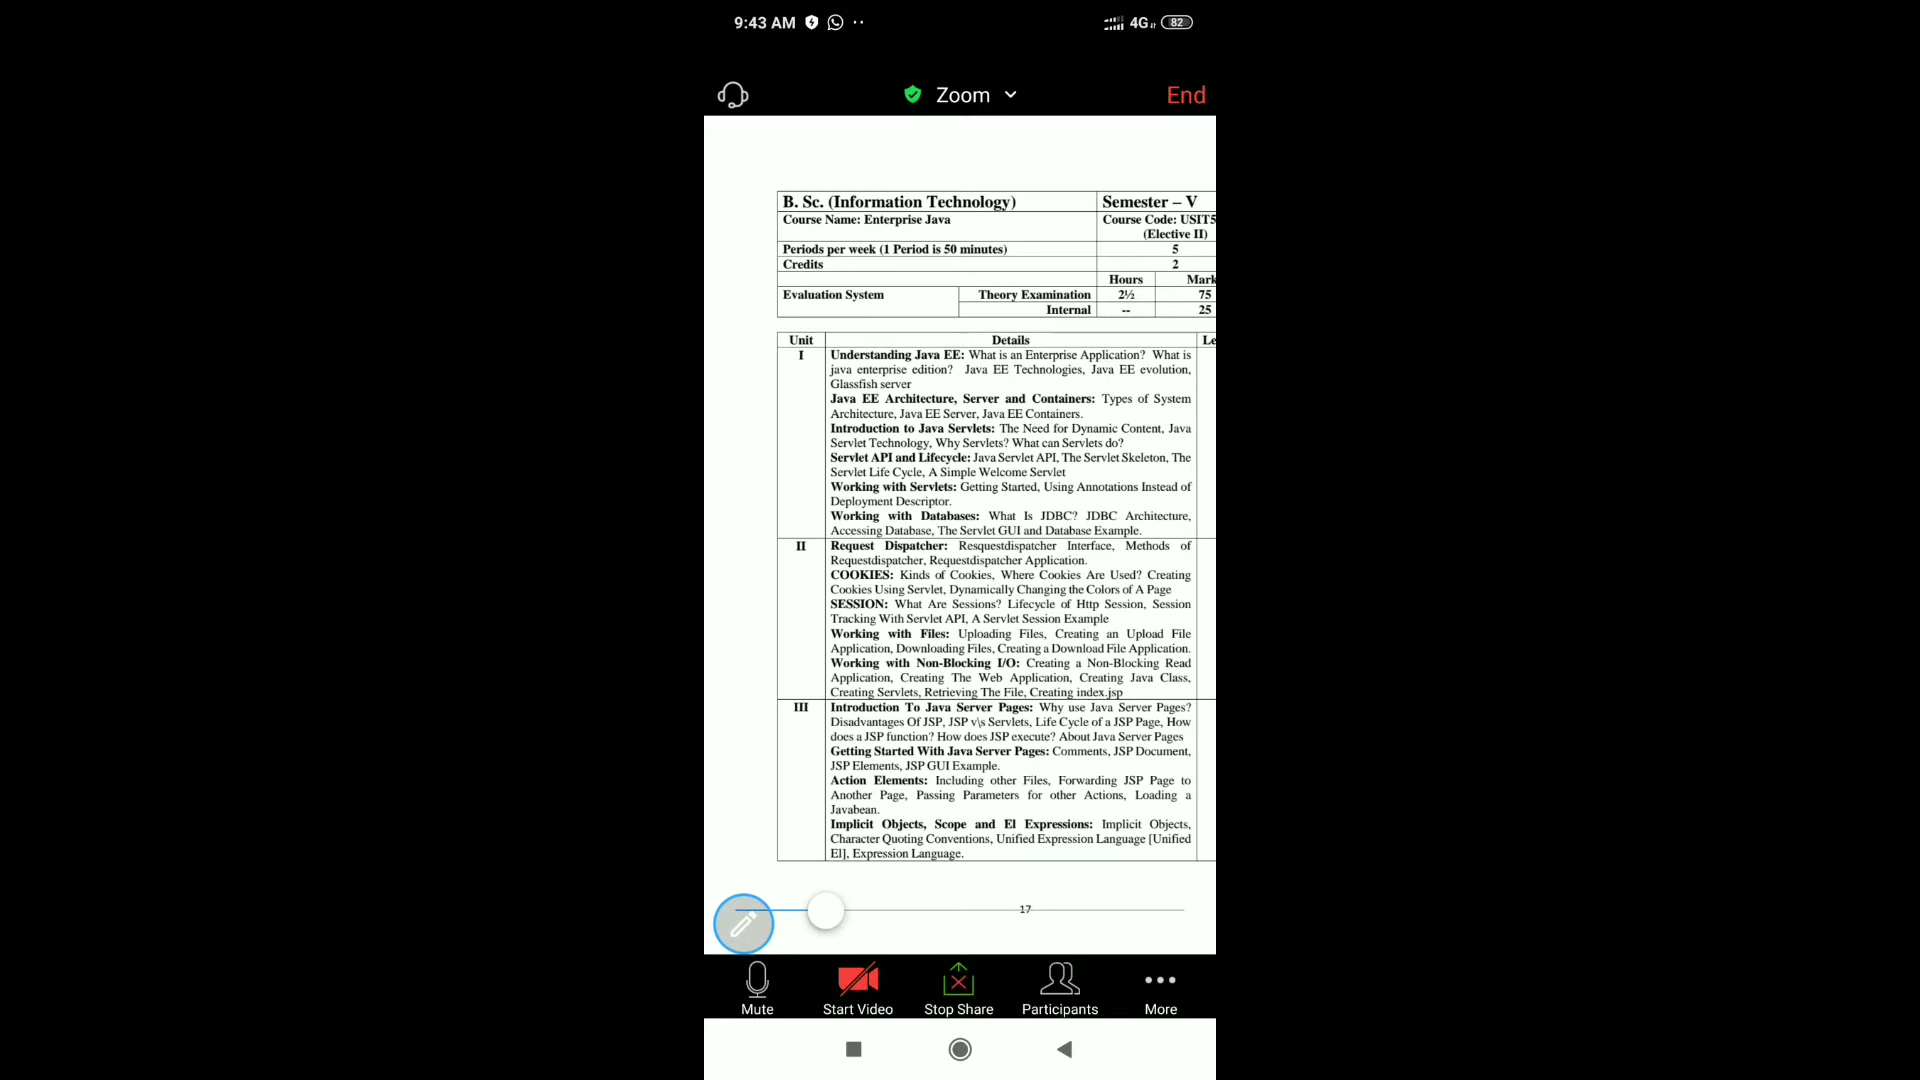 9:43 AM
4G
82
Zoom
End
B. Sc. (Information Technology) Semester – V
Course Name: Enterprise Java Course Code: USIT5
(Elective II)
Periods per week (1 Period is 50 minutes) 5
Credits 2
Hours Mark
Evaluation System Theory Examination 2½ 75
Internal -- 25
Unit Details Le
I Understanding Java EE: What is an Enterprise Application? What is
java enterprise edition? Java EE Technologies, Java EE evolution,
Glassfish server
Java EE Architecture, Server and Containers: Types of System
Architecture, Java EE Server, Java EE Containers.
Introduction to Java Servlets: The Need for Dynamic Content, Java
Servlet Technology, Why Servlets? What can Servlets do?
Servlet API and Lifecycle: Java Servlet API, The Servlet Skeleton, The
Servlet Life Cycle, A Simple Welcome Servlet
Working with Servlets: Getting Started, Using Annotations Instead of
Deployment Descriptor.
Working with Databases: What Is JDBC? JDBC Architecture,
Accessing Database, The Servlet GUI and Database Example.
II Request Dispatcher: Resquestdispatcher Interface, Methods of
Requestdispatcher, Requestdispatcher Application.
COOKIES: Kinds of Cookies, Where Cookies Are Used? Creating
Cookies Using Servlet, Dynamically Changing the Colors of A Page
SESSION: What Are Sessions? Lifecycle of Http Session, Session
Tracking With Servlet API, A Servlet Session Example
Working with Files: Uploading Files, Creating an Upload File
Application, Downloading Files, Creating a Download File Application.
Working with Non-Blocking I/O: Creating a Non-Blocking Read
Application, Creating The Web Application, Creating Java Class,
Creating Servlets, Retrieving The File, Creating index.jsp
III Introduction To Java Server Pages: Why use Java Server Pages?
Disadvantages Of JSP, JSP v\s Servlets, Life Cycle of a JSP Page, How
does a JSP function? How does JSP execute? About Java Server Pages
Getting Started With Java Server Pages: Comments, JSP Document,
JSP Elements, JSP GUI Example.
Action Elements: Including other Files, Forwarding JSP Page to
Another Page, Passing Parameters for other Actions, Loading a
Javabean.
Implicit Objects, Scope and El Expressions: Implicit Objects,
Character Quoting Conventions, Unified Expression Language [Unified
El], Expression Language.
17
Mute Start Video Stop Share Participants More